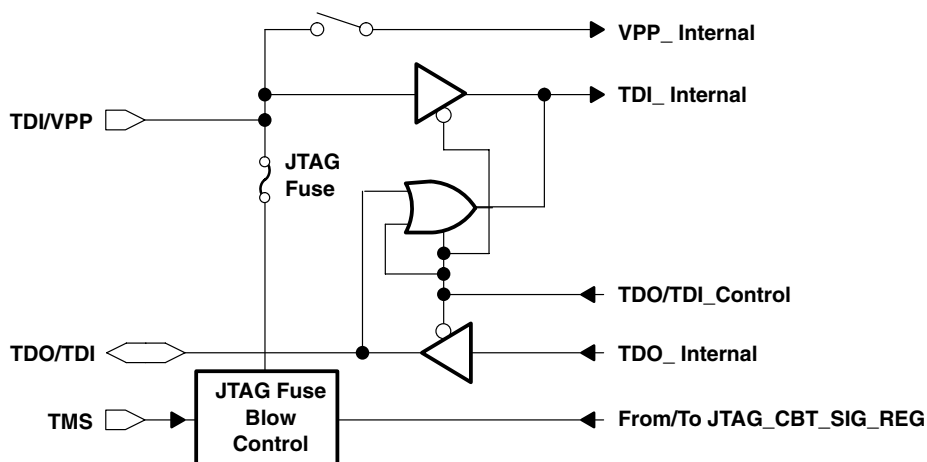 VPP_ Internal
TDI_ Internal
TDI/VPP
JTAG
Fuse
TDO/TDI_Control
TDO/TDI
TDO_ Internal
JTAG Fuse
Blow
Control
TMS
From/To JTAG_CBT_SIG_REG